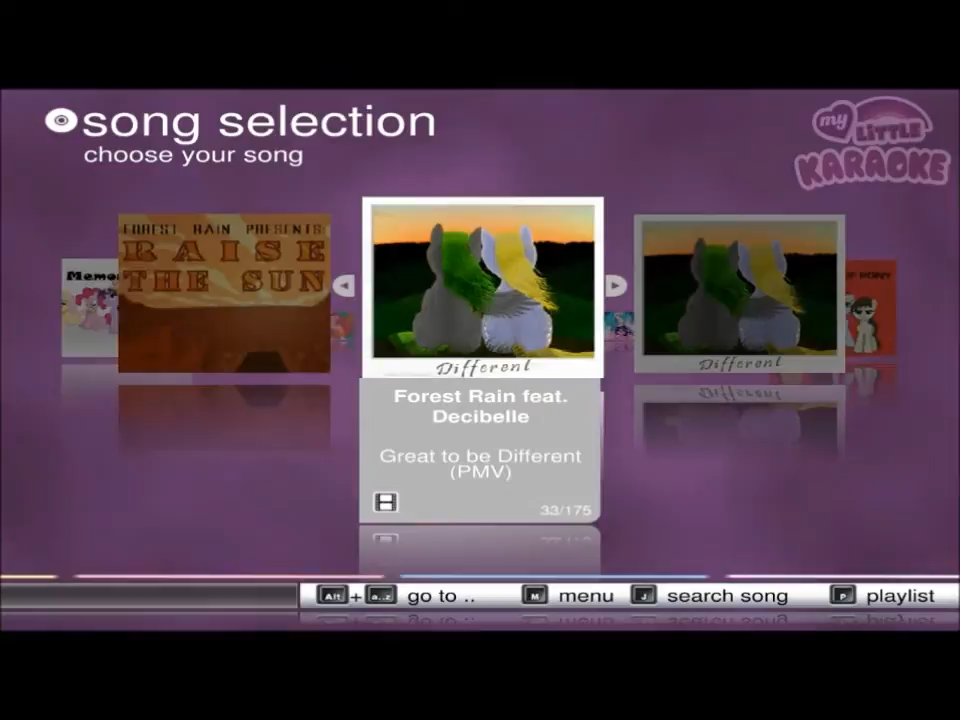 song selection
choose your song
my
LITTLE
KARAOKE
FOREST RAIN PRESENTS:
RAISE
THE SUN
Different
Different
Forest Rain feat.
Decibelle
Great to be Different
(PMV)
33/175
Alt + a..z go to .. M menu J search song P playlist